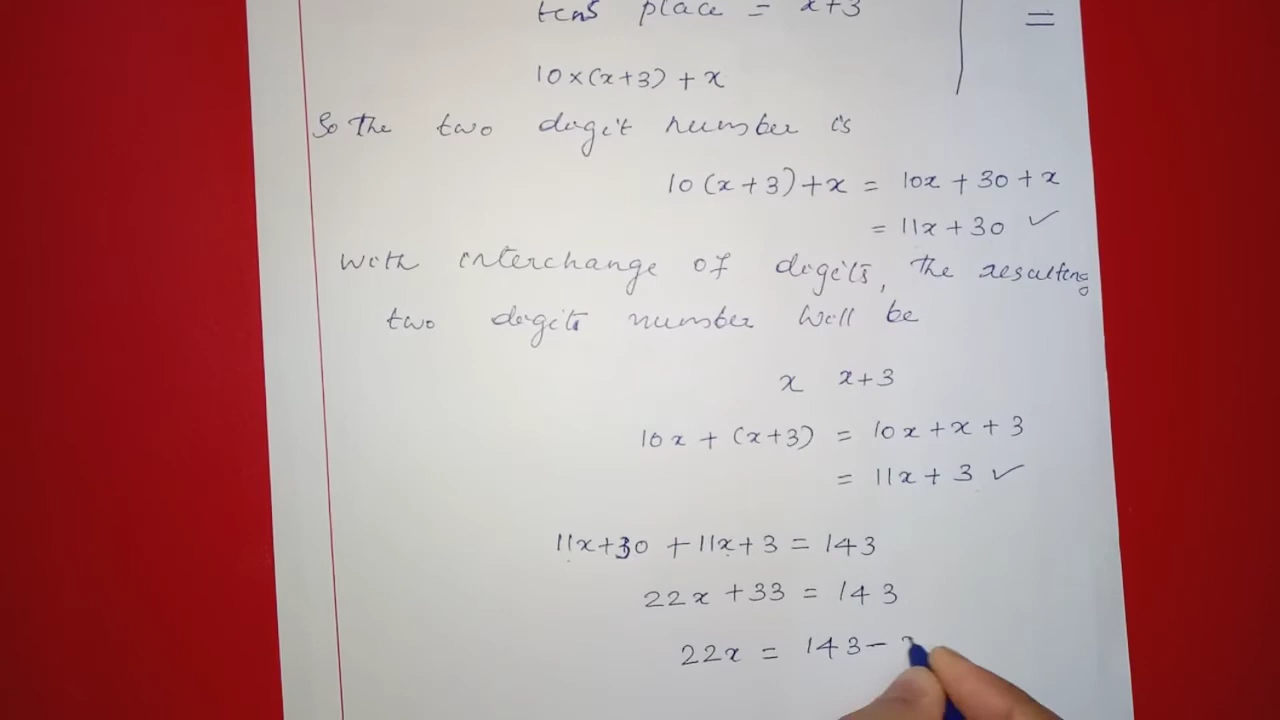 tens place = x+3
=
10×(x+3)+x
So the two digit number is
10(x+3)+x = 10x+30+x
= 11x+30 ✓
with interchange of digits, the resulting
two digits number will be
x x+3
10x + (x+3) = 10x+x+3
= 11x+3 ✓
11x+30+11x+3=143
22x+33=143
22x = 143-